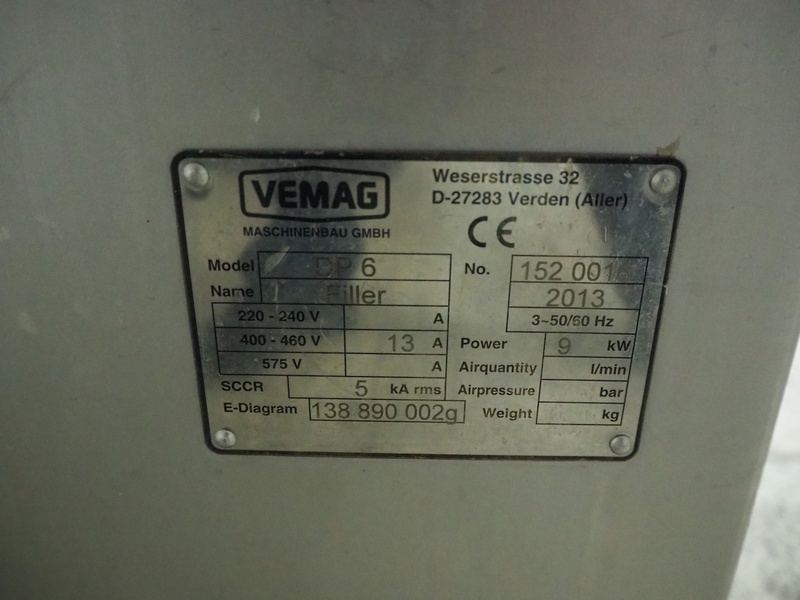 VEMAG
MASCHINENBAU GMBH
Weserstrasse 32
D-27283 Verden (Aller)
CE
Model DP 6
Name Filler
No. 152 0016
2013
3~50/60 Hz
220 - 240 V A
400 - 460 V 13 A
575 V A
SCCR 5 kA rms
E-Diagram 138 890 002g
Power 9 kW
Airquantity l/min
Airpressure bar
Weight kg